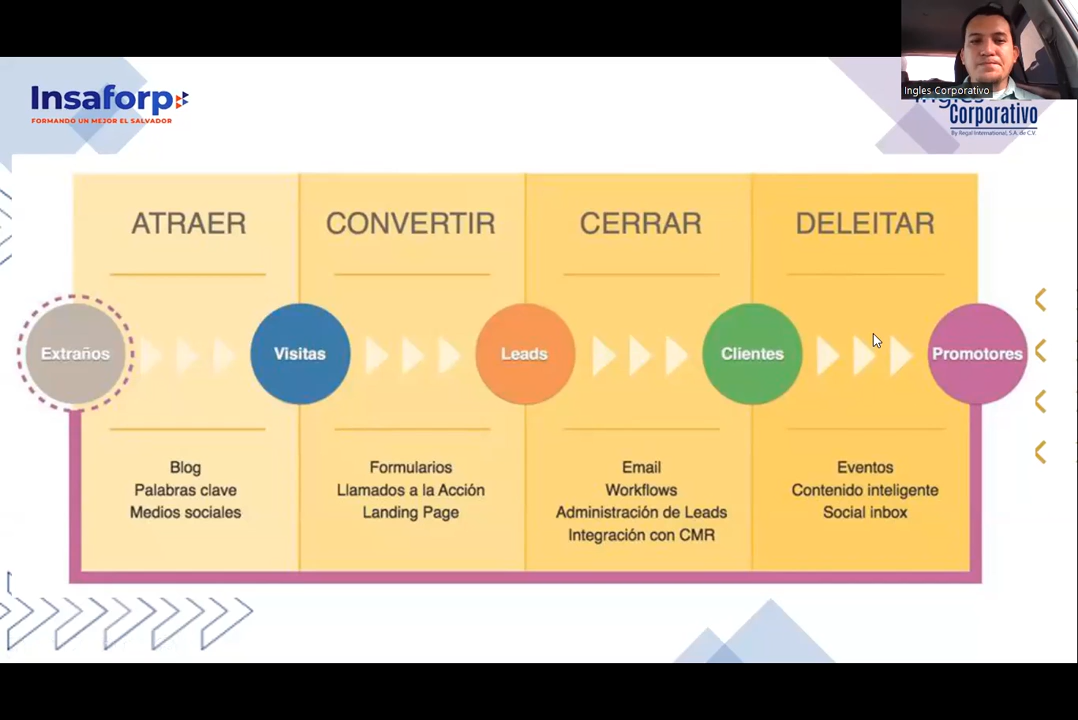 Insaforp
FORMANDO UN MEJOR EL SALVADOR
Ingles Corporativo
Corporativo
By Regal International, S.A. de C.V.
ATRAER
CONVERTIR
CERRAR
DELEITAR
Extraños
Visitas
Leads
Clientes
Promotores
Blog
Palabras clave
Medios sociales
Formularios
Llamados a la Acción
Landing Page
Email
Workflows
Administración de Leads
Integración con CMR
Eventos
Contenido inteligente
Social inbox